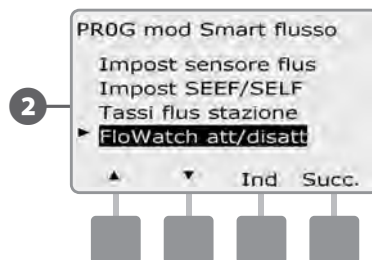 PR0G mod Smart flusso
Impost sensore flus
Impost SEEF/SELF
2
Tassi flus stazione
► FloWatch att/disatt
▲ ▼ Ind Succ.